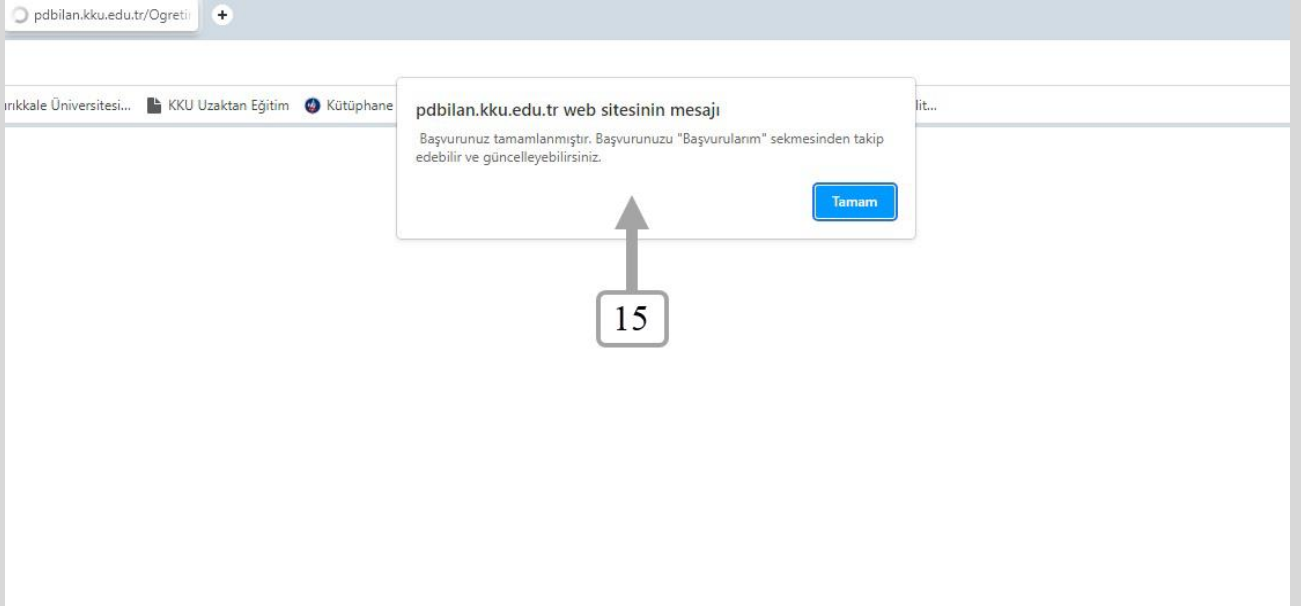 pdbilan.kku.edu.tr/Ogreti
ırıkkale Üniversitesi... KKU Uzaktan Eğitim Kütüphane lit...
pdbilan.kku.edu.tr web sitesinin mesajı
Başvurunuz tamamlanmıştır. Başvurunuzu "Başvurularım" sekmesinden takip
edebilir ve güncelleyebilirsiniz.
Tamam
15